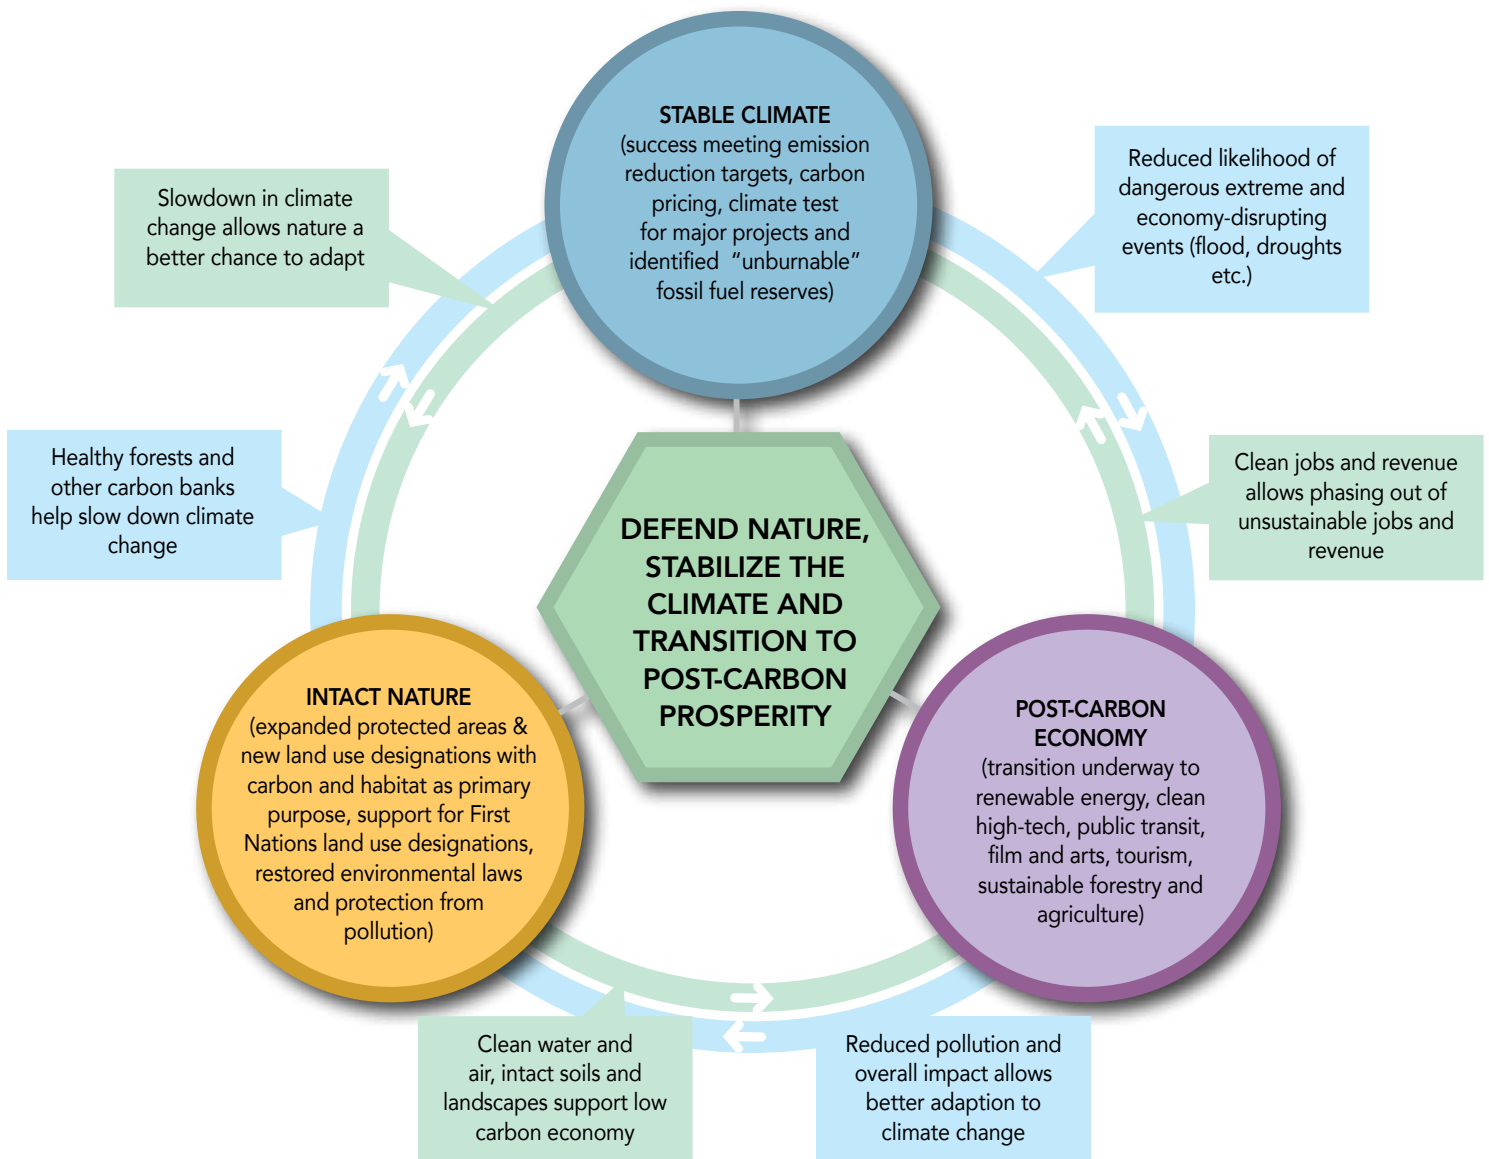 STABLE CLIMATE
(success meeting emission
reduction targets, carbon
pricing, climate test
for major projects and
identified “unburnable”
fossil fuel reserves)
Slowdown in climate
change allows nature a
better chance to adapt
Reduced likelihood of
dangerous extreme and
economy-disrupting
events (flood, droughts
etc.)
Healthy forests and
other carbon banks
help slow down climate
change
Clean jobs and revenue
allows phasing out of
unsustainable jobs and
revenue
DEFEND NATURE,
STABILIZE THE
CLIMATE AND
TRANSITION TO
POST-CARBON
PROSPERITY
INTACT NATURE
(expanded protected areas &
new land use designations with
carbon and habitat as primary
purpose, support for First
Nations land use designations,
restored environmental laws
and protection from
pollution)
POST-CARBON
ECONOMY
(transition underway to
renewable energy, clean
high-tech, public transit,
film and arts, tourism,
sustainable forestry and
agriculture)
Clean water and
air, intact soils and
landscapes support low
carbon economy
Reduced pollution and
overall impact allows
better adaption to
climate change